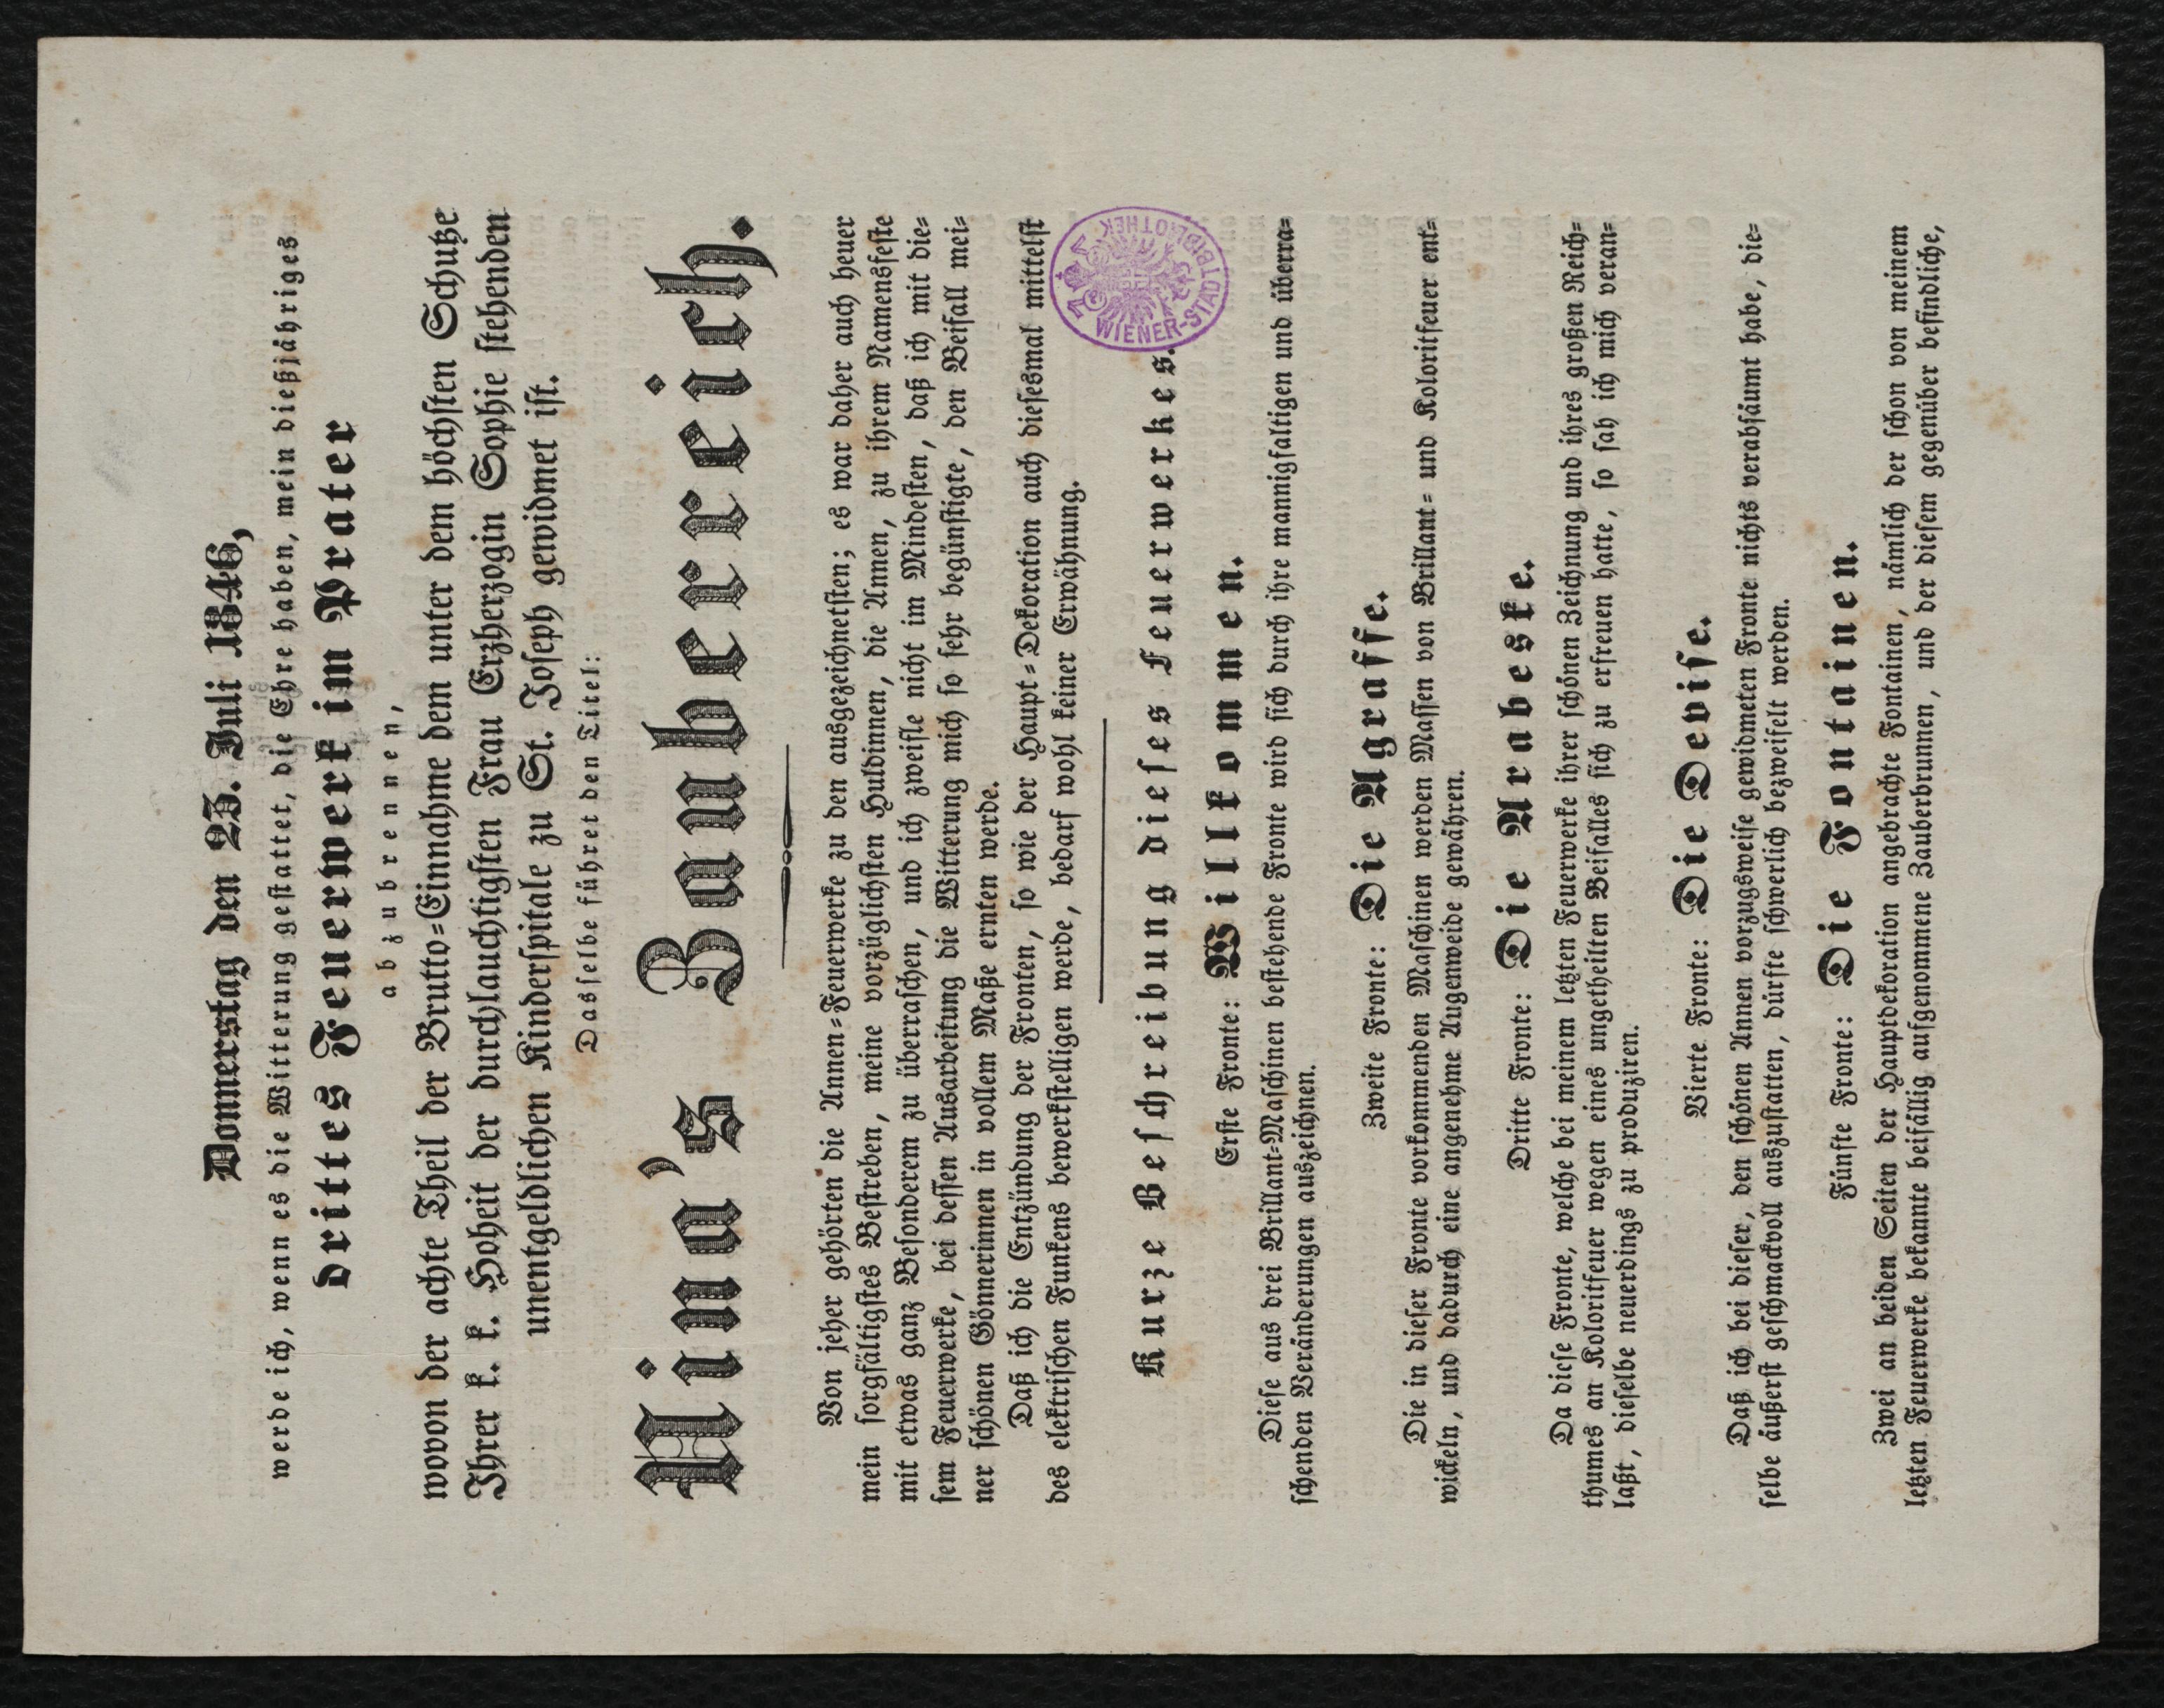 Donnerstag den 23. Juli 1846,
werde ich, wenn es die Witterung gestattet, die Ehre haben, mein dießjähriges
drittes Feuerwerk im Prater
abzubrennen,
wovon der achte Theil der Brutto-Einnahme dem unter dem höchsten Schutze
Ihrer k. k. Hoheit der durchlauchtigsten Frau Erzherzogin Sophie stehenden
unentgeldlichen Kinderspitale zu St. Joseph gewidmet ist.
Dasselbe führet den Titel:
Nina's Zauberreich.
Von jeher gehörten die Annen-Feuerwerke zu den ausgezeichnetsten; es war daher auch heuer
mein sorgfältigstes Bestreben, meine vorzüglichsten Huldinnen, die Annen, zu ihrem Namensfeste
mit etwas ganz Besonderem zu überraschen, und ich zweifle nicht im Mindesten, daß ich mit die-
sem Feuerwerke, bei dessen Ausarbeitung die Witterung mich so sehr begünstigte, den Beifall mei-
ner schönen Gönnerinnen in vollem Maße ernten werde.
Daß ich die Entzündung der Fronten, so wie der Haupt-Dekoration auch diesesmal mittelst
des elektrischen Funkens bewerkstelligen werde, bedarf wohl keiner Erwähnung.
WIENER-STADTBIBLIOTHEK
Kurze Beschreibung dieses Feuerwerkes.
Erste Fronte: Willkommen.
Diese aus drei Brillant-Maschinen bestehende Fronte wird sich durch ihre mannigfaltigen und überra-
schenden Veränderungen auszeichnen.
Zweite Fronte: Die Agraffe.
Die in dieser Fronte vorkommenden Maschinen werden Massen von Brillant- und Koloritfeuer ent-
wickeln, und dadurch eine angenehme Augenweide gewähren.
Dritte Fronte: Die Arabeske.
Da diese Fronte, welche bei meinem letzten Feuerwerke ihrer schönen Zeichnung und ihres großen Reich-
thumes an Koloritfeuer wegen eines ungetheilten Beifalles sich zu erfreuen hatte, so sah ich mich veran-
laßt, dieselbe neuerdings zu produziren.
Vierte Fronte: Die Devise.
Daß ich bei dieser, den schönen Annen vorzugsweise gewidmeten Fronte nichts verabsäumt habe, die-
selbe äußerst geschmackvoll auszustatten, dürfte schwerlich bezweifelt werden.
Fünfte Fronte: Die Fontainen.
Zwei an beiden Seiten der Hauptdekoration angebrachte Fontainen, nämlich der schon von meinem
letzten Feuerwerke bekannte beifällig aufgenommene Zauberbrunnen, und der diesem gegenüber befindliche,